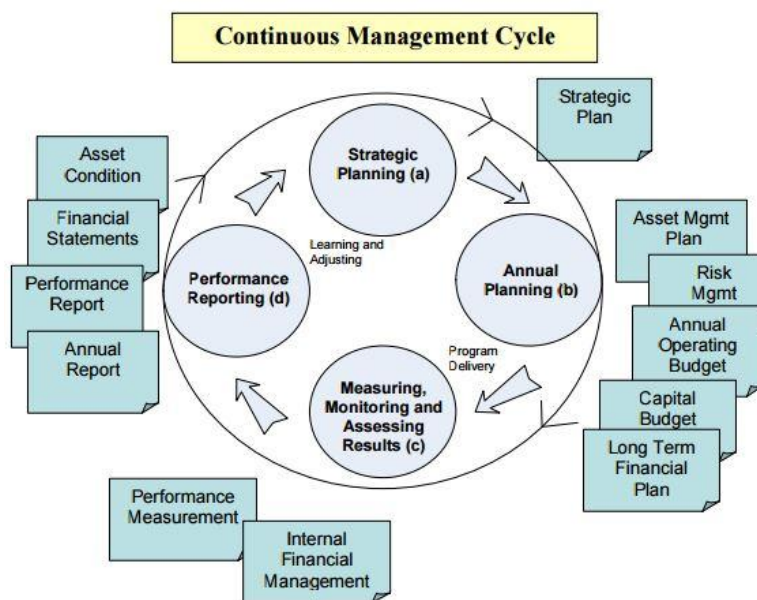 Continuous Management Cycle
Strategic
Plan
Asset
Condition
Strategic
Planning (a)
Financial
Statements
Asset Mgmt
Plan
Learning and
Adjusting
Performance
Report
Performance
Reporting (d)
Annual
Planning (b)
Risk
Mgmt
Annual
Operating
Budget
Annual
Report
Program
Delivery
Measuring,
Monitoring and
Assessing
Results (c)
Capital
Budget
Long Term
Financial
Plan
Performance
Measurement
Internal
Financial
Management